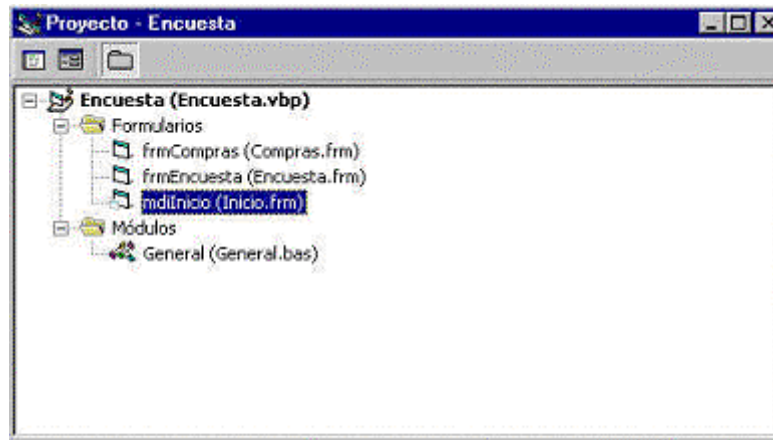 Proyecto - Encuesta
Encuesta (Encuesta.vbp)
Formularios
frmCompras (Compras.frm)
frmEncuesta (Encuesta.frm)
mdiInicio (Inicio.frm)
Módulos
General (General.bas)